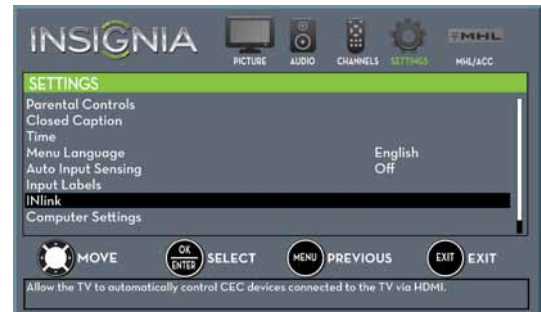 INSIGNIA
PICTURE AUDIO CHANNELS SETTINGS MHL MHL/ACC
SETTINGS
Parental Controls
Closed Caption
Time
Menu Language English
Auto Input Sensing Off
Input Labels
INlink
Computer Settings
MOVE OK ENTER SELECT MENU PREVIOUS EXIT EXIT
Allow the TV to automatically control CEC devices connected to the TV via HDMI.